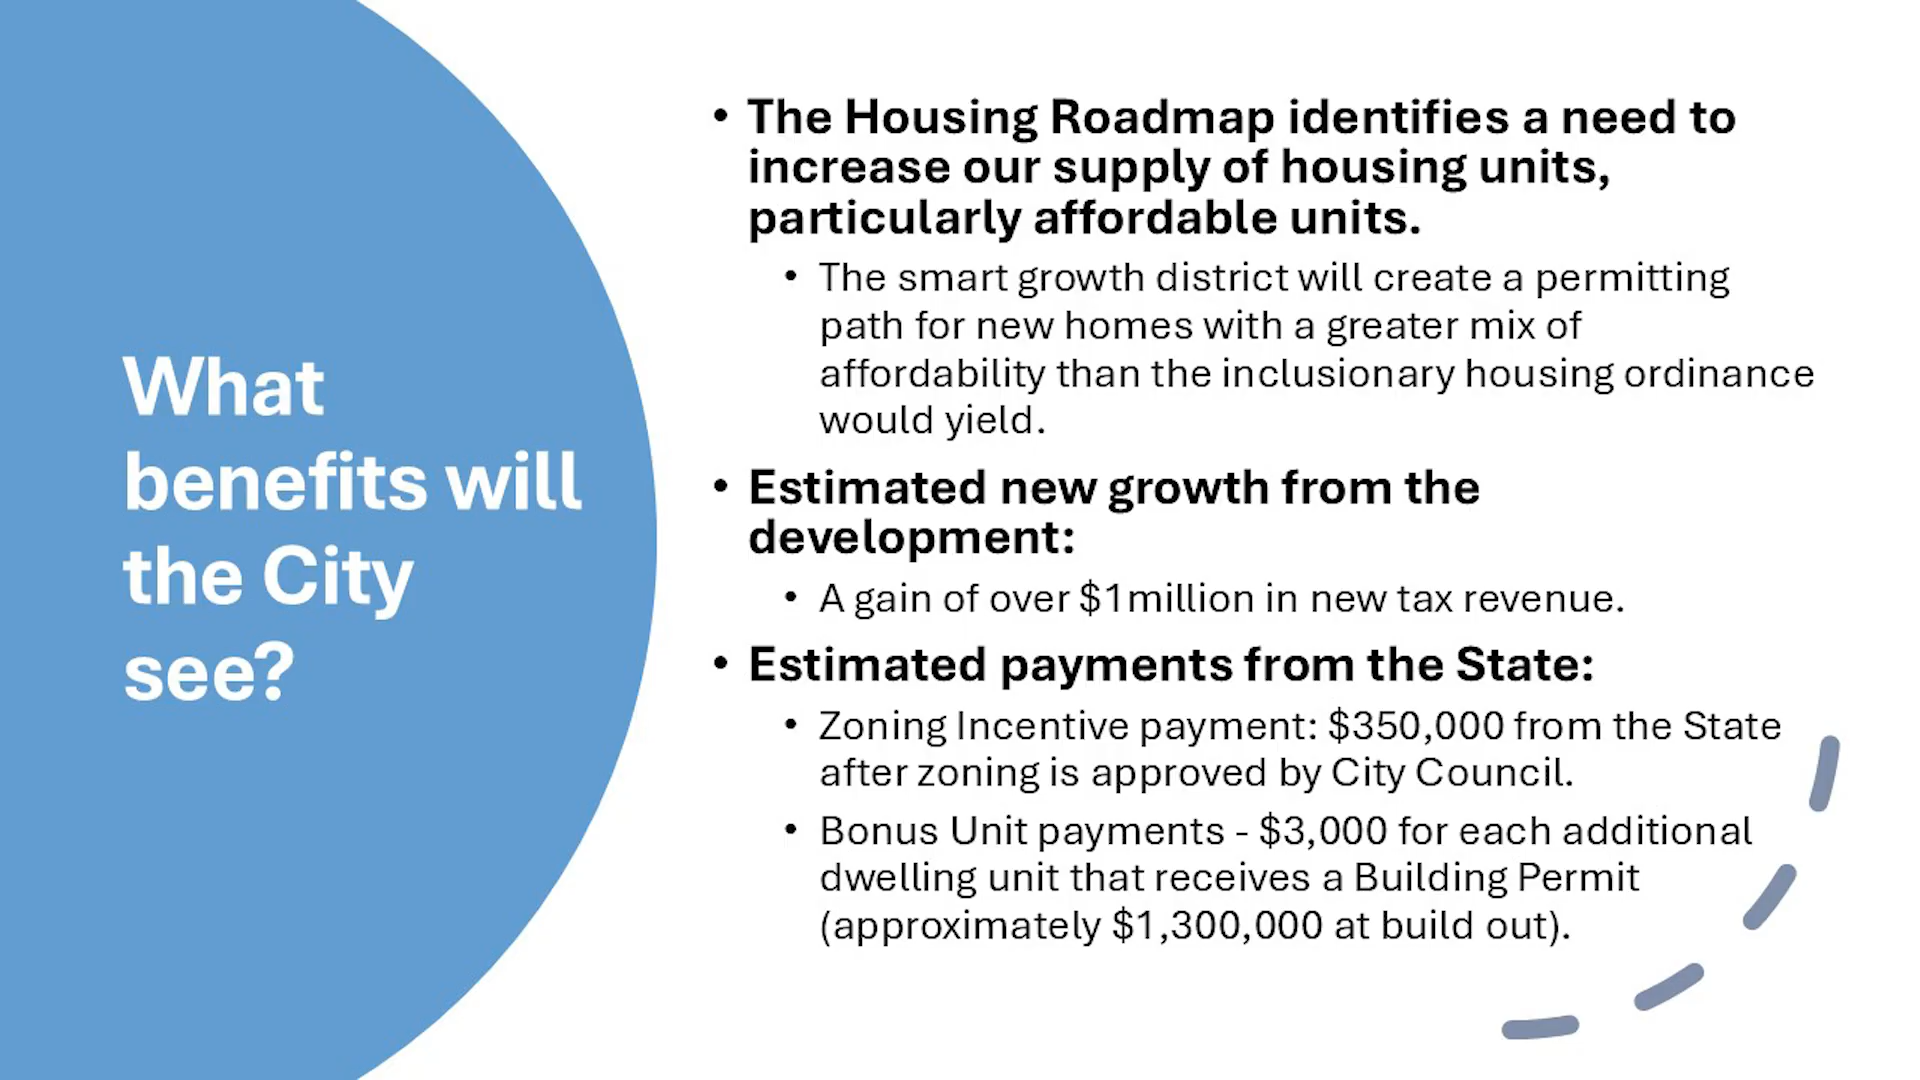 What
benefits will
the City
see?
• The Housing Roadmap identifies a need to
increase our supply of housing units,
particularly affordable units.
• The smart growth district will create a permitting
path for new homes with a greater mix of
affordability than the inclusionary housing ordinance
would yield.
• Estimated new growth from the
development:
• A gain of over $1million in new tax revenue.
• Estimated payments from the State:
• Zoning Incentive payment: $350,000 from the State
after zoning is approved by City Council.
• Bonus Unit payments - $3,000 for each additional
dwelling unit that receives a Building Permit
(approximately $1,300,000 at build out).